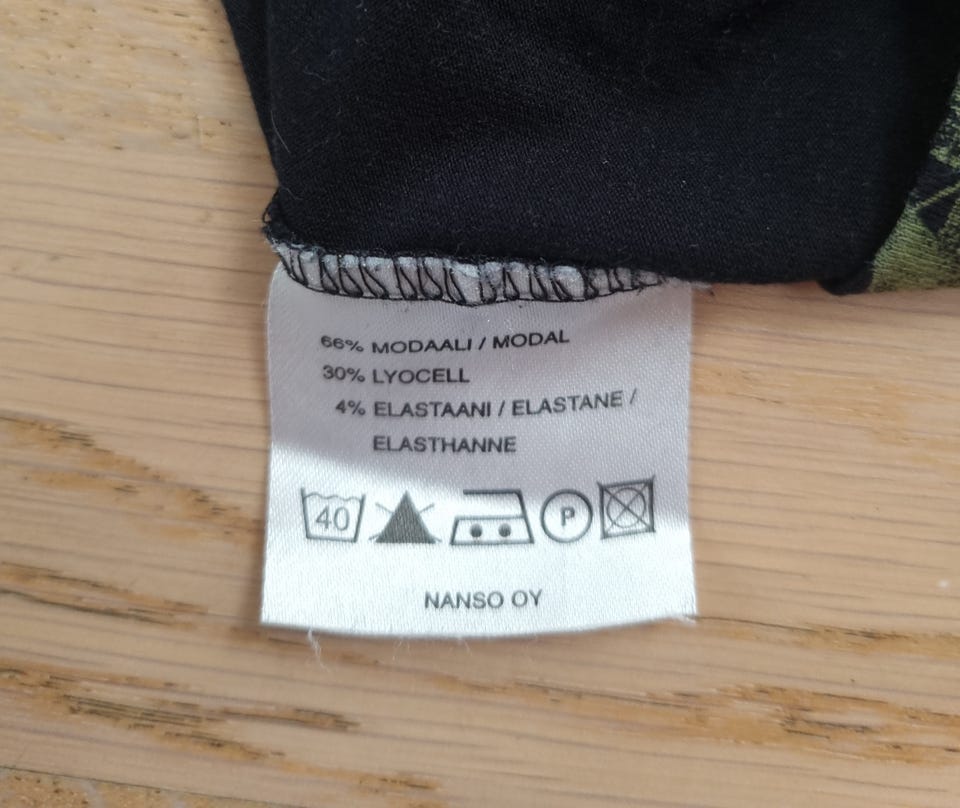 66% MODAALI / MODAL
30% LYOCELL
4% ELASTAANI / ELASTANE /
ELASTHANNE
40 P
NANSO OY